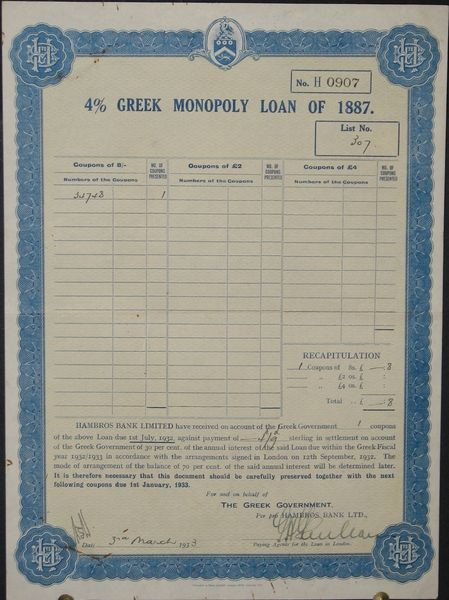 No. H 0907
4% GREEK MONOPOLY LOAN OF 1887.
List No.
307
Coupons of 8/-
NO. OF COUPONS PRESENTED
Coupons of £2
NO. OF COUPONS PRESENTED
Coupons of £4
NO. OF COUPONS PRESENTED
Numbers of the Coupons
Numbers of the Coupons
Numbers of the Coupons
1
RECAPITULATION
1 Coupons of 8s. £ —:8
— „ £2 os. £ :
— „ £4 os. £ :
Total .. £ —:8
HAMBROS BANK LIMITED have received on account of the Greek Government 1 coupons
of the above Loan due 1st July, 1932, against payment of sterling in settlement on account
of the Greek Government of 30 per cent. of the annual interest of the said Loan due within the Greek Fiscal
year 1932/1933 in accordance with the arrangements signed in London on 12th September, 1932. The
mode of arrangement of the balance of 70 per cent. of the said annual interest will be determined later.
It is therefore necessary that this document should be carefully preserved together with the next
following coupons due 1st January, 1933.
For and on behalf of
THE GREEK GOVERNMENT,
Per pro HAMBROS BANK LTD.,
Date 3rd March 1933
Paying Agents for the Loan in London.